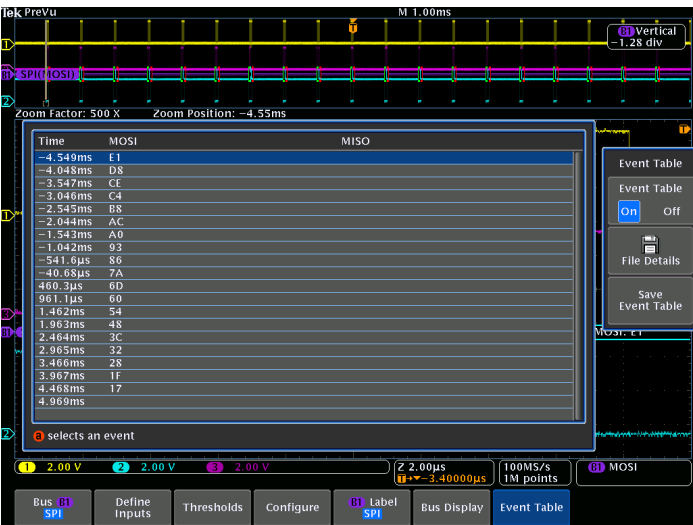 Tek PreVu M 1.00ms
B1 Vertical
−1.28 div
T
1
B1 SPI(MOSI)
2
Zoom Factor: 500 X Zoom Position: −4.55ms
Time MOSI MISO
−4.549ms E1
−4.048ms D8
−3.547ms CE
−3.046ms C4
−2.545ms B8
−2.044ms AC
−1.543ms A0
−1.042ms 93
−541.6µs 86
−40.68µs 7A
460.3µs 6D
961.1µs 60
1.462ms 54
1.963ms 48
2.464ms 3C
2.965ms 32
3.466ms 28
3.967ms 1F
4.468ms 17
4.969ms
a selects an event
Event Table
Event Table
On Off
File Details
Save
Event Table
T
1
3
B1
MOSI: E1
2
1 2.00 V 2 2.00 V 3 2.00 V
Z 2.00µs
T→▼−3.40000µs
100MS/s
1M points
B1 MOSI
Bus B1
SPI
Define
Inputs
Thresholds
Configure
B1 Label
SPI
Bus Display
Event Table